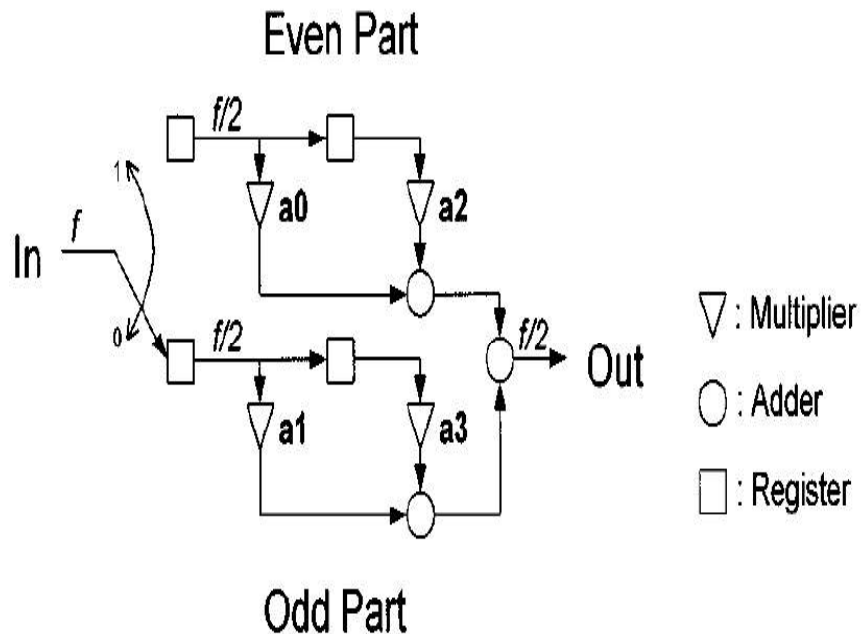 Even Part
f/2
1
a0
a2
In
f
0
f/2
a1
a3
f/2
Out
: Multiplier
: Adder
: Register
Odd Part